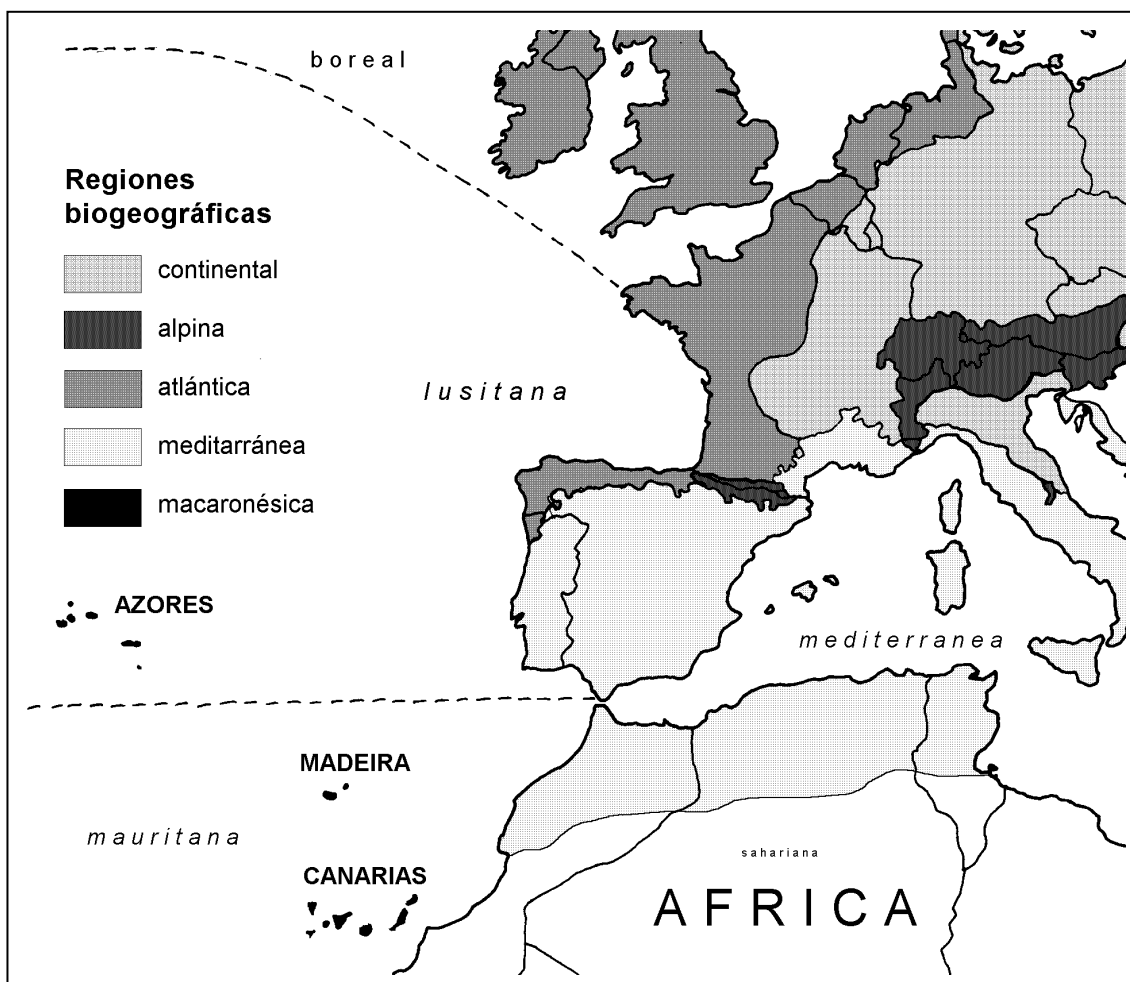 boreal
Regiones
biogeográficas
continental
alpina
atlántica
meditarránea
macaronésica
lusitana
AZORES
mediterranea
MADEIRA
mauritana
sahariana
CANARIAS
AFRICA